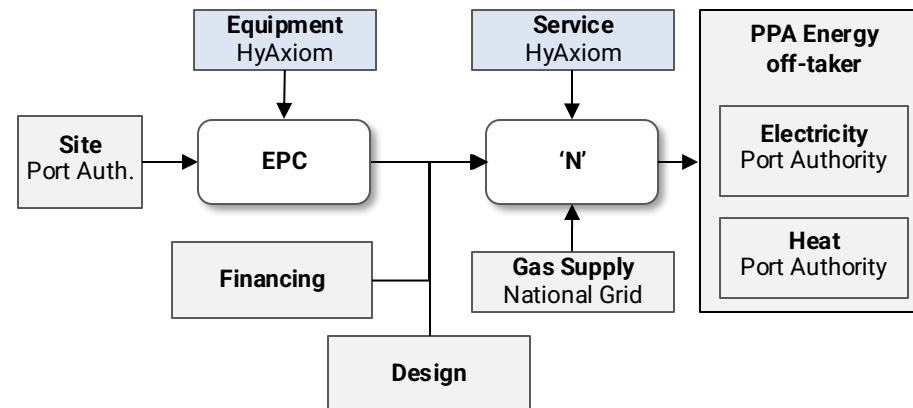 Equipment
HyAxiom
Service
HyAxiom
PPA Energy
off-taker
Site
Port Auth.
EPC
‘N’
Electricity
Port Authority
Financing
Gas Supply
National Grid
Heat
Port Authority
Design